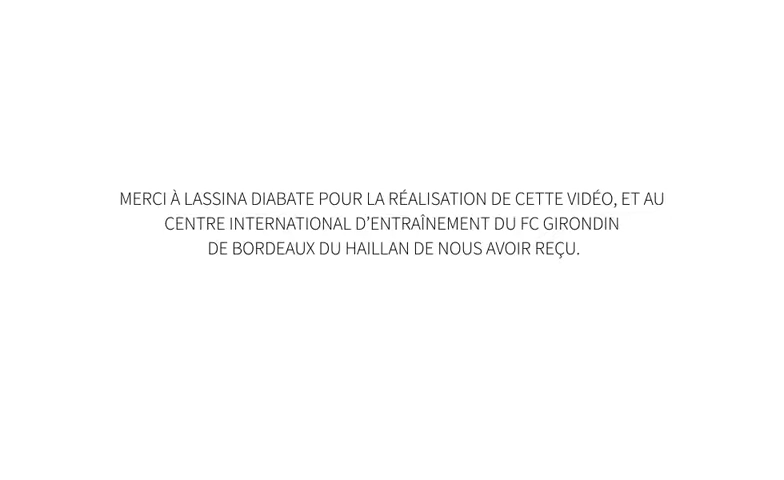 MERCI À LASSINA DIABATE POUR LA RÉALISATION DE CETTE VIDÉO, ET AU
CENTRE INTERNATIONAL D’ENTRAÎNEMENT DU FC GIRONDIN
DE BORDEAUX DU HAILLAN DE NOUS AVOIR REÇU.